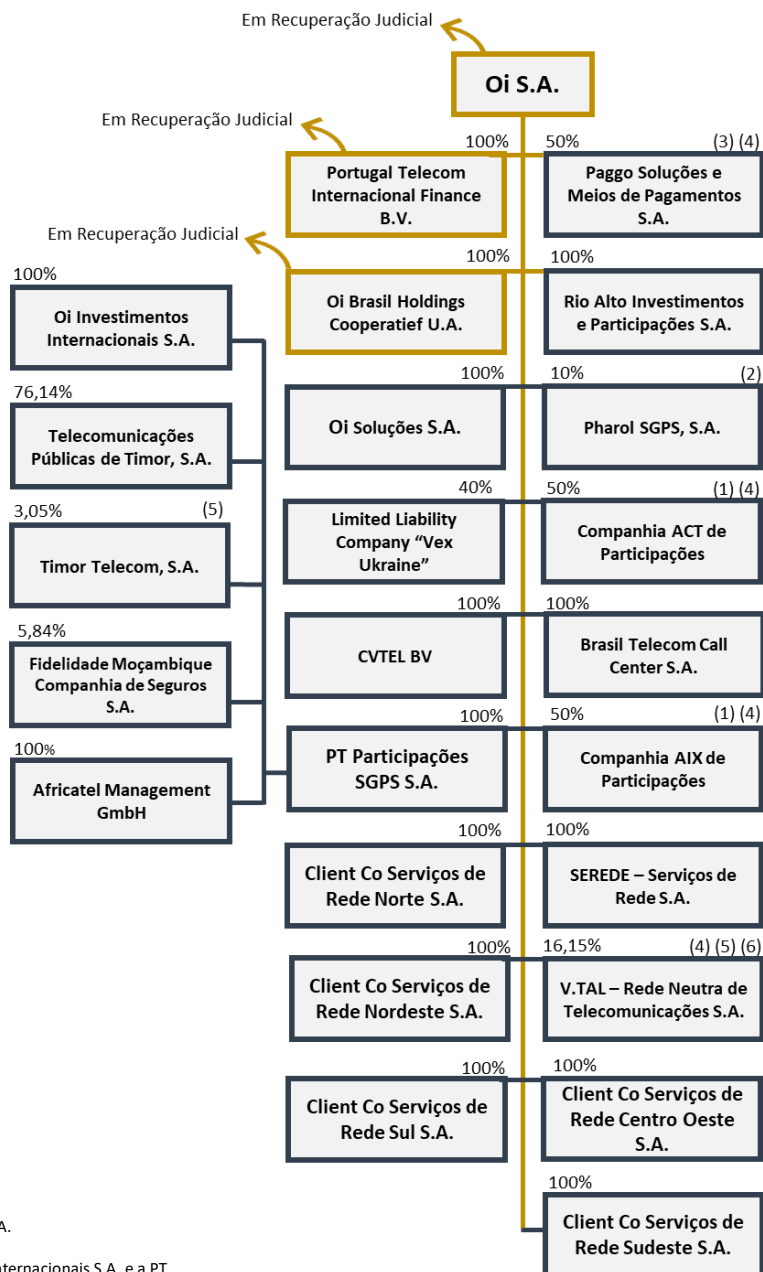 Em Recuperação Judicial
Oi S.A.
Em Recuperação Judicial
100%
50%
(3) (4)
Portugal Telecom
Internacional Finance
B.V.
Paggo Soluções e
Meios de Pagamentos
S.A.
Em Recuperação Judicial
100%
100%
Oi Brasil Holdings
Cooperatief U.A.
Rio Alto Investimentos
e Participações S.A.
100%
Oi Investimentos
Internacionais S.A.
100%
10%
(2)
Oi Soluções S.A.
Pharol SGPS, S.A.
76,14%
Telecomunicações
Públicas de Timor, S.A.
40%
50%
(1) (4)
Limited Liability
Company “Vex
Ukraine”
Companhia ACT de
Participações
3,05%
(5)
Timor Telecom, S.A.
100%
100%
CVTEL BV
Brasil Telecom Call
Center S.A.
5,84%
Fidelidade Moçambique
Companhia de Seguros
S.A.
100%
50%
(1) (4)
PT Participações
SGPS S.A.
Companhia AIX de
Participações
100%
Africatel Management
GmbH
100%
100%
Client Co Serviços de
Rede Norte S.A.
SEREDE – Serviços de
Rede S.A.
100%
16,15%
(4) (5) (6)
Client Co Serviços de
Rede Nordeste S.A.
V.TAL – Rede Neutra de
Telecomunicações S.A.
100%
100%
Client Co Serviços de
Rede Sul S.A.
Client Co Serviços de
Rede Centro Oeste
S.A.
100%
Client Co Serviços de
Rede Sudeste S.A.
A.
nternacionais S.A. e a PT